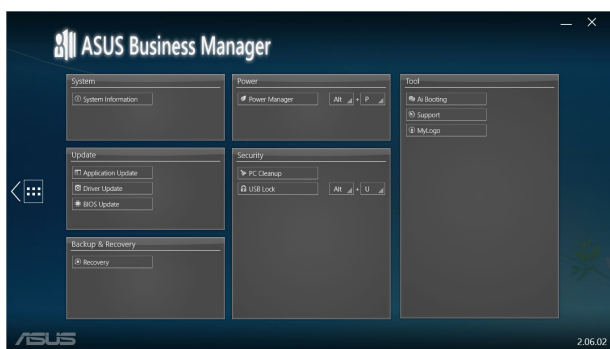 ASUS Business Manager
System
System Information
Power
Power Manager Alt + P
Tool
Ai Booting
Support
MyLogo
Update
Application Update
Driver Update
BIOS Update
Security
PC Cleanup
USB Lock Alt + U
Backup & Recovery
Recovery
ASUS
2.06.02